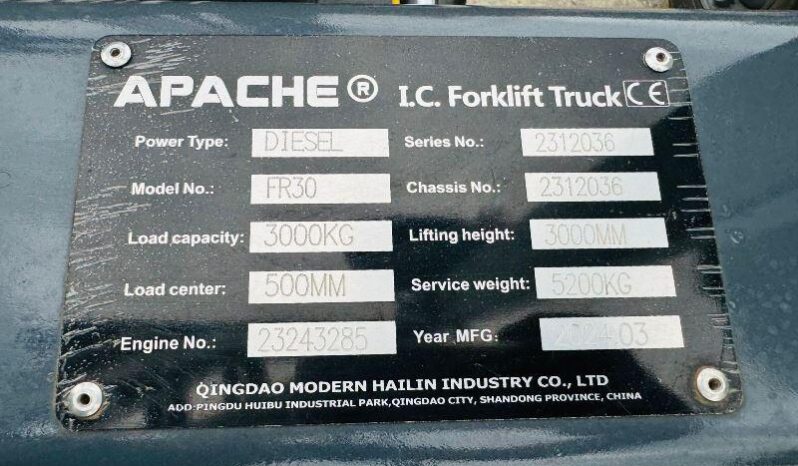 APACHE® I.C. Forklift Truck CE
Power Type: DIESEL Series No.: 2312036
Model No.: FR30 Chassis No.: 2312036
Load capacity: 3000KG Lifting height: 3000MM
Load center: 500MM Service weight: 5200KG
Engine No.: 23243285 Year MFG: 2024.03
QINGDAO MODERN HAILIN INDUSTRY CO., LTD
ADD:PINGDU HUIBU INDUSTRIAL PARK,QINGDAO CITY, SHANDONG PROVINCE, CHINA